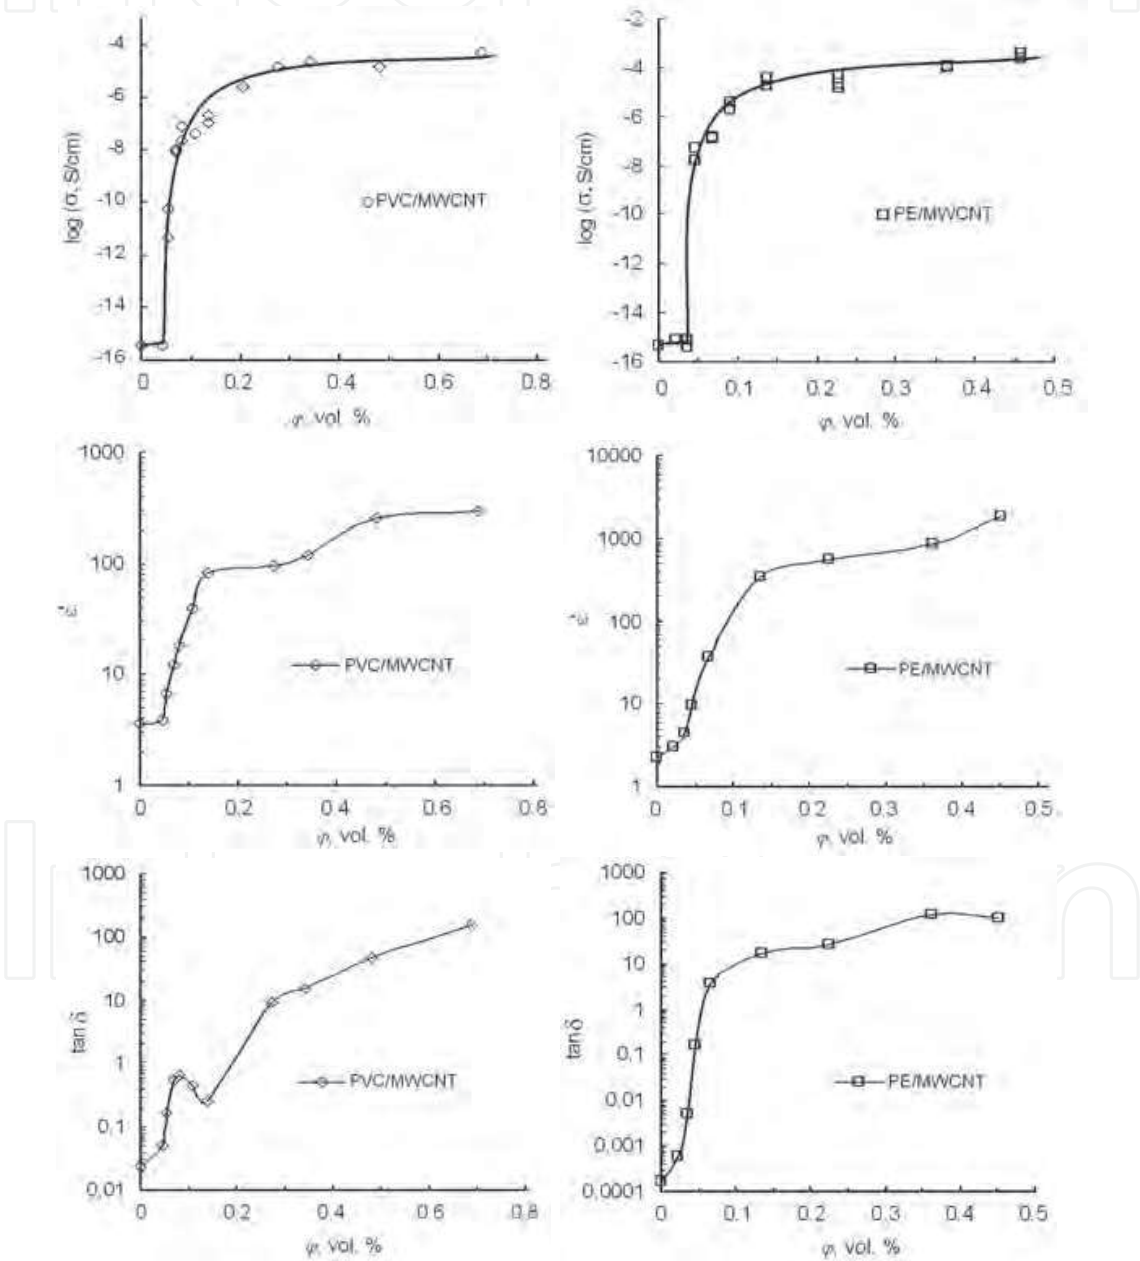 -4
-6
-8
-10
-12
-14
-16
log (σ, S/cm)
PVC/MWCNT
0 0.2 0.4 0.6 0.8
φ, vol. %
-2
-4
-6
-8
-10
-12
-14
-16
log (σ, S/cm)
PE/MWCNT
0 0.1 0.2 0.3 0.4 0.5
φ, vol. %
1000
100
10
1
ε'
PVC/MWCNT
0 0.2 0.4 0.6 0.8
φ, vol. %
10000
1000
100
10
1
ε'
PE/MWCNT
0 0.1 0.2 0.3 0.4 0.5
φ, vol. %
1000
100
10
1
0.1
0.01
tan δ
PVC/MWCNT
0 0.2 0.4 0.6 0.8
φ, vol. %
1000
100
10
1
0.1
0,01
0,001
0.0001
tanδ
PE/MWCNT
0 0.1 0.2 0.3 0.4 0.5
φ, vol. %